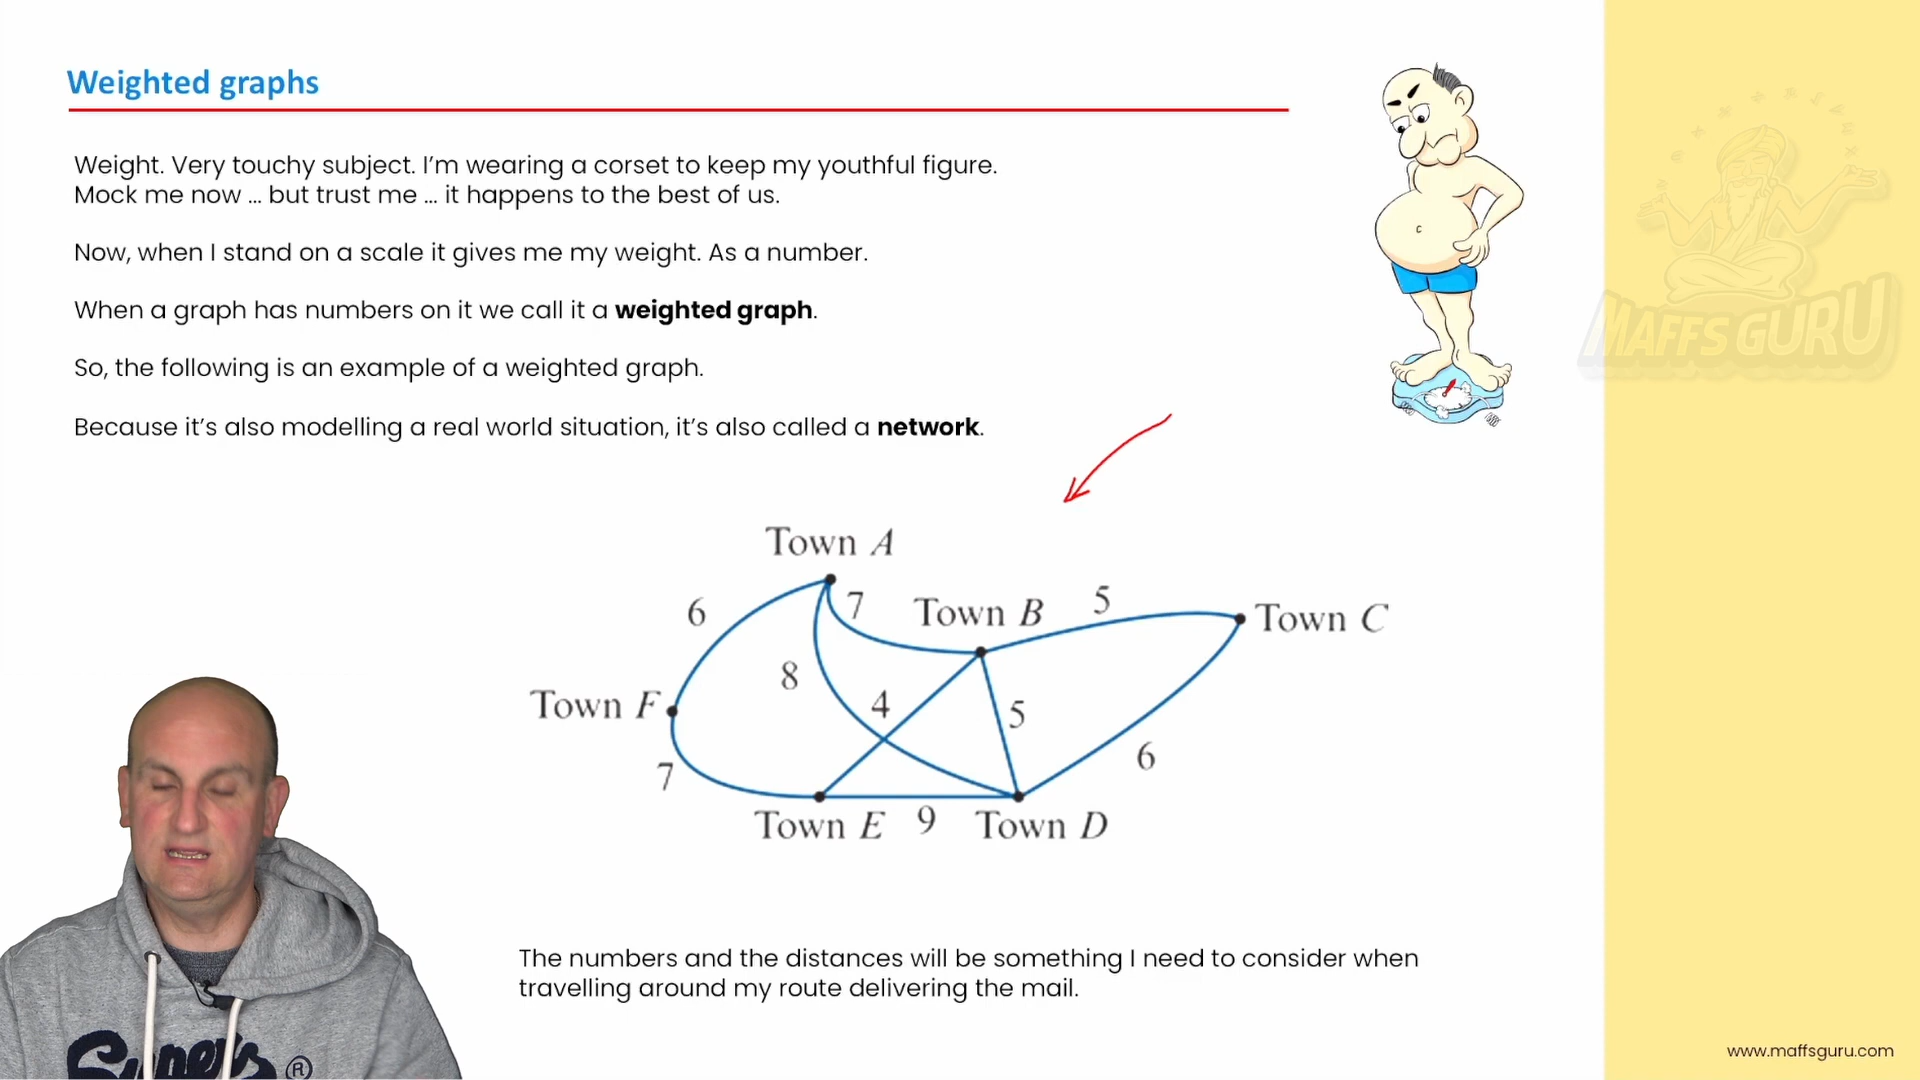 Weighted graphs
Weight. Very touchy subject. I’m wearing a corset to keep my youthful figure.
Mock me now ... but trust me ... it happens to the best of us.
Now, when I stand on a scale it gives me my weight. As a number.
When a graph has numbers on it we call it a weighted graph.
So, the following is an example of a weighted graph.
Because it’s also modelling a real world situation, it’s also called a network.
MAFFS GURU
Town A
6
7
Town B
5
Town C
8
Town F
4
5
7
6
Town E
9
Town D
The numbers and the distances will be something I need to consider when
travelling around my route delivering the mail.
www.maffsguru.com
®